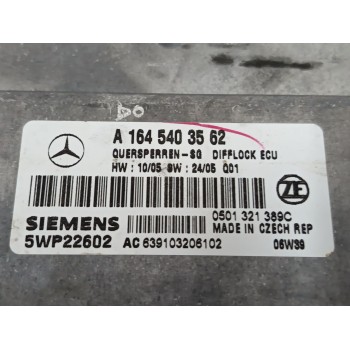 A 164 540 35 62
QUERSPERREN-SG DIFFLOCK ECU
HW : 10/05 SW : 24/05 Q01
ZF
SIEMENS
0501 321 389C
MADE IN CZECH REP
5WP22602
AC 639103206102
06W39